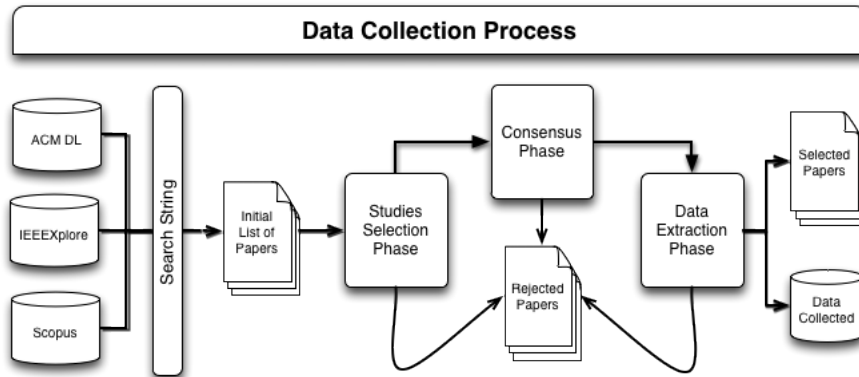 Data Collection Process
ACM DL
IEEEXplore
Scopus
Search String
Initial
List of
Papers
Studies
Selection
Phase
Consensus
Phase
Rejected
Papers
Data
Extraction
Phase
Selected
Papers
Data
Collected